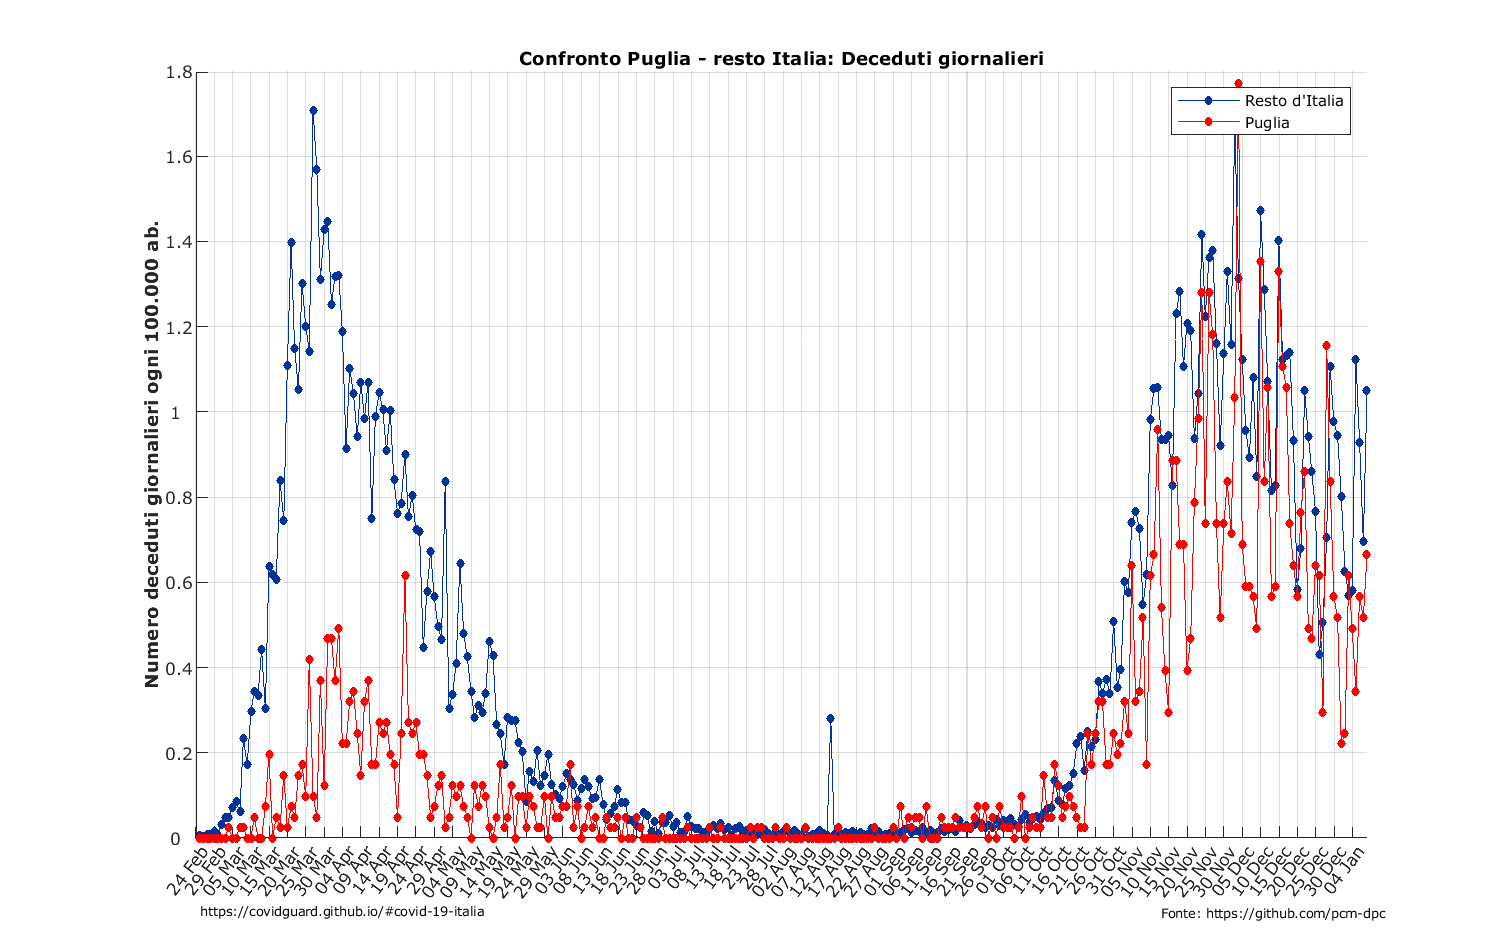 Confronto Puglia - resto Italia: Deceduti giornalieri
Numero deceduti giornalieri ogni 100.000 ab.
1.8
1.6
1.4
1.2
1
0.8
0.6
0.4
0.2
0
Resto d'Italia
Puglia
24 Feb
29 Feb
05 Mar
10 Mar
15 Mar
20 Mar
25 Mar
30 Mar
04 Apr
09 Apr
14 Apr
19 Apr
24 Apr
29 Apr
04 May
09 May
14 May
19 May
24 May
29 May
03 Jun
08 Jun
13 Jun
18 Jun
23 Jun
28 Jun
03 Jul
08 Jul
13 Jul
18 Jul
23 Jul
28 Jul
02 Aug
07 Aug
12 Aug
17 Aug
22 Aug
27 Aug
01 Sep
06 Sep
11 Sep
16 Sep
21 Sep
26 Sep
01 Oct
06 Oct
11 Oct
16 Oct
21 Oct
26 Oct
31 Oct
05 Nov
10 Nov
15 Nov
20 Nov
25 Nov
30 Nov
05 Dec
10 Dec
15 Dec
20 Dec
25 Dec
30 Dec
04 Jan
https://covidguard.github.io/#covid-19-italia
Fonte: https://github.com/pcm-dpc